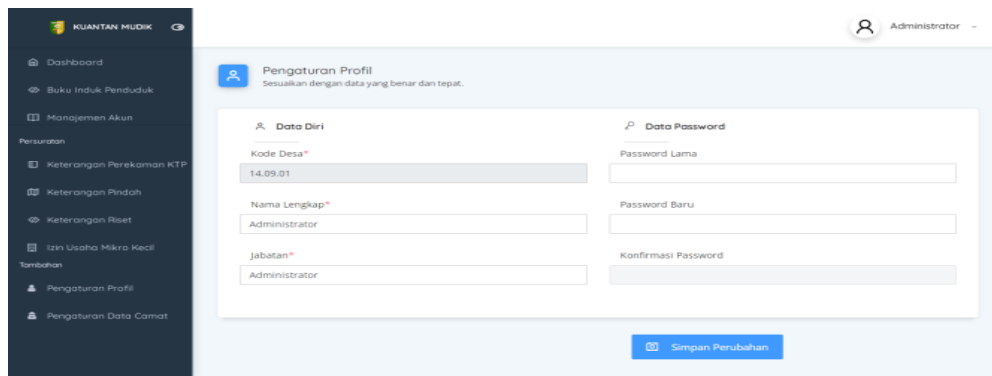 KUANTAN MUDIK
Administrator
Dashboard
Buku Induk Penduduk
Manajemen Akun
Persuratan
Keterangan Perekaman KTP
Keterangan Pindah
Keterangan Riset
Izin Usaha Mikro Kecil
Tambahan
Pengaturan Profil
Pengaturan Data Camat
Pengaturan Profil
Sesuaikan dengan data yang benar dan tepat.
Data Diri
Kode Desa*
14.09.01
Nama Lengkap*
Administrator
Jabatan*
Administrator
Data Password
Password Lama
Password Baru
Konfirmasi Password
Simpan Perubahan